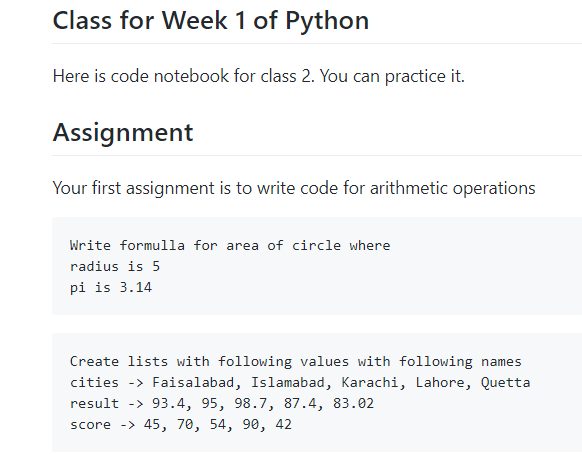 Class for Week 1 of Python
Here is code notebook for class 2. You can practice it.
Assignment
Your first assignment is to write code for arithmetic operations
Write formulla for area of circle where
radius is 5
pi is 3.14
Create lists with following values with following names
cities -> Faisalabad, Islamabad, Karachi, Lahore, Quetta
result -> 93.4, 95, 98.7, 87.4, 83.02
score -> 45, 70, 54, 90, 42